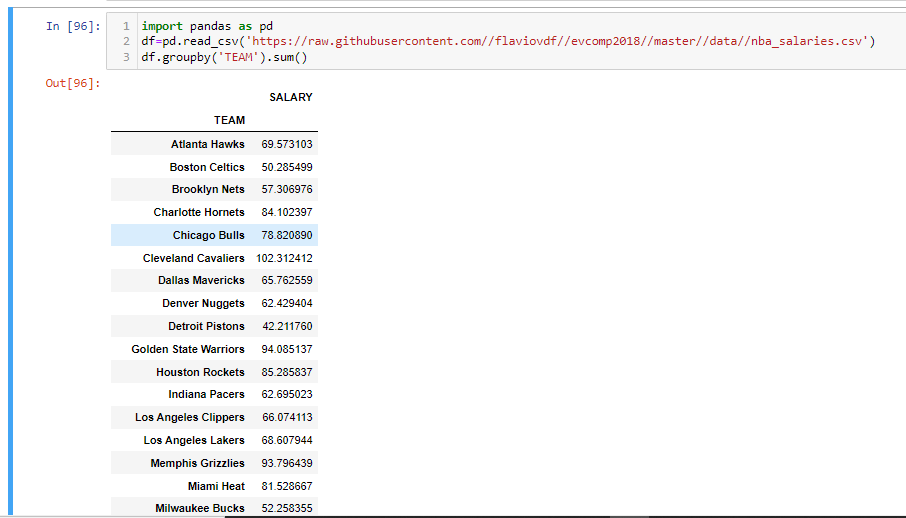 In [96]:
1 import pandas as pd
2 df=pd.read_csv('https://raw.githubusercontent.com//flaviovdf//evcomp2018//master//data//nba_salaries.csv')
3 df.groupby('TEAM').sum()
Out[96]:
SALARY
TEAM
Atlanta Hawks 69.573103
Boston Celtics 50.285499
Brooklyn Nets 57.306976
Charlotte Hornets 84.102397
Chicago Bulls 78.820890
Cleveland Cavaliers 102.312412
Dallas Mavericks 65.762559
Denver Nuggets 62.429404
Detroit Pistons 42.211760
Golden State Warriors 94.085137
Houston Rockets 85.285837
Indiana Pacers 62.695023
Los Angeles Clippers 66.074113
Los Angeles Lakers 68.607944
Memphis Grizzlies 93.796439
Miami Heat 81.528667
Milwaukee Bucks 52.258355